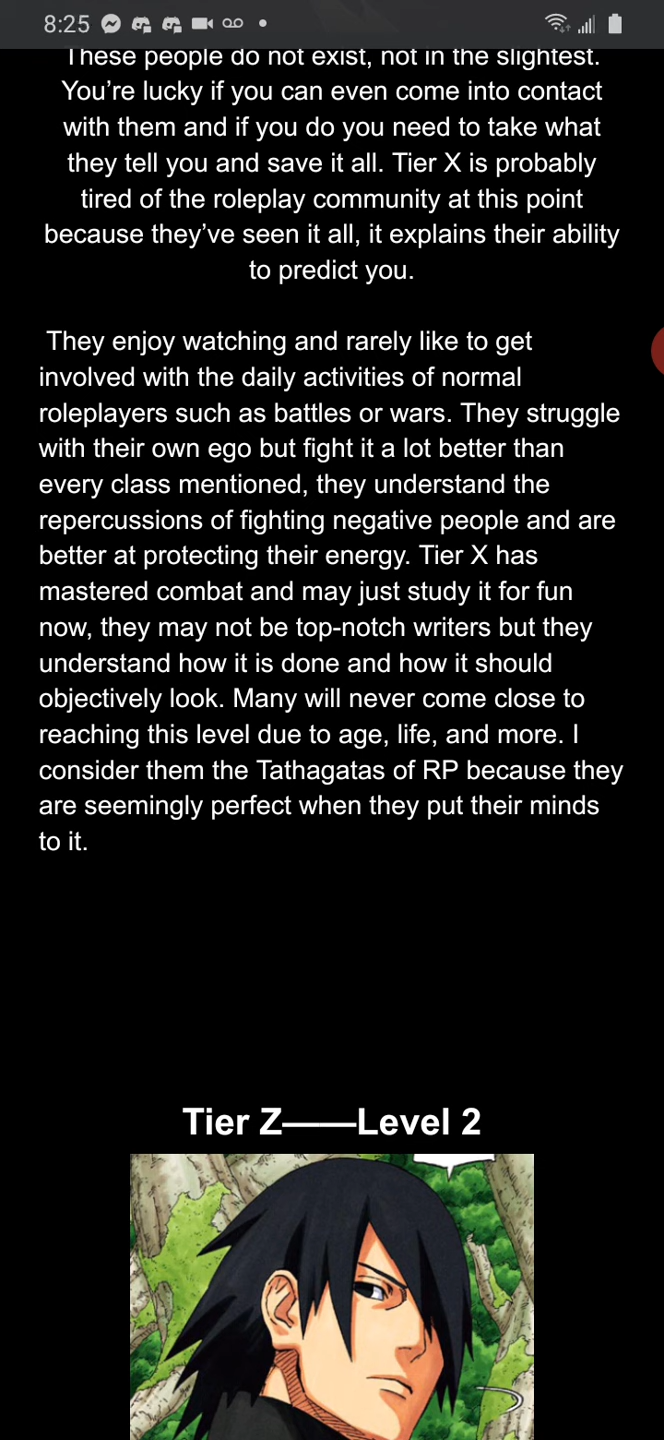 8:25
These people do not exist, not in the slightest.
You’re lucky if you can even come into contact
with them and if you do you need to take what
they tell you and save it all. Tier X is probably
tired of the roleplay community at this point
because they’ve seen it all, it explains their ability
to predict you.
They enjoy watching and rarely like to get
involved with the daily activities of normal
roleplayers such as battles or wars. They struggle
with their own ego but fight it a lot better than
every class mentioned, they understand the
repercussions of fighting negative people and are
better at protecting their energy. Tier X has
mastered combat and may just study it for fun
now, they may not be top-notch writers but they
understand how it is done and how it should
objectively look. Many will never come close to
reaching this level due to age, life, and more. I
consider them the Tathagatas of RP because they
are seemingly perfect when they put their minds
to it.
Tier Z——Level 2